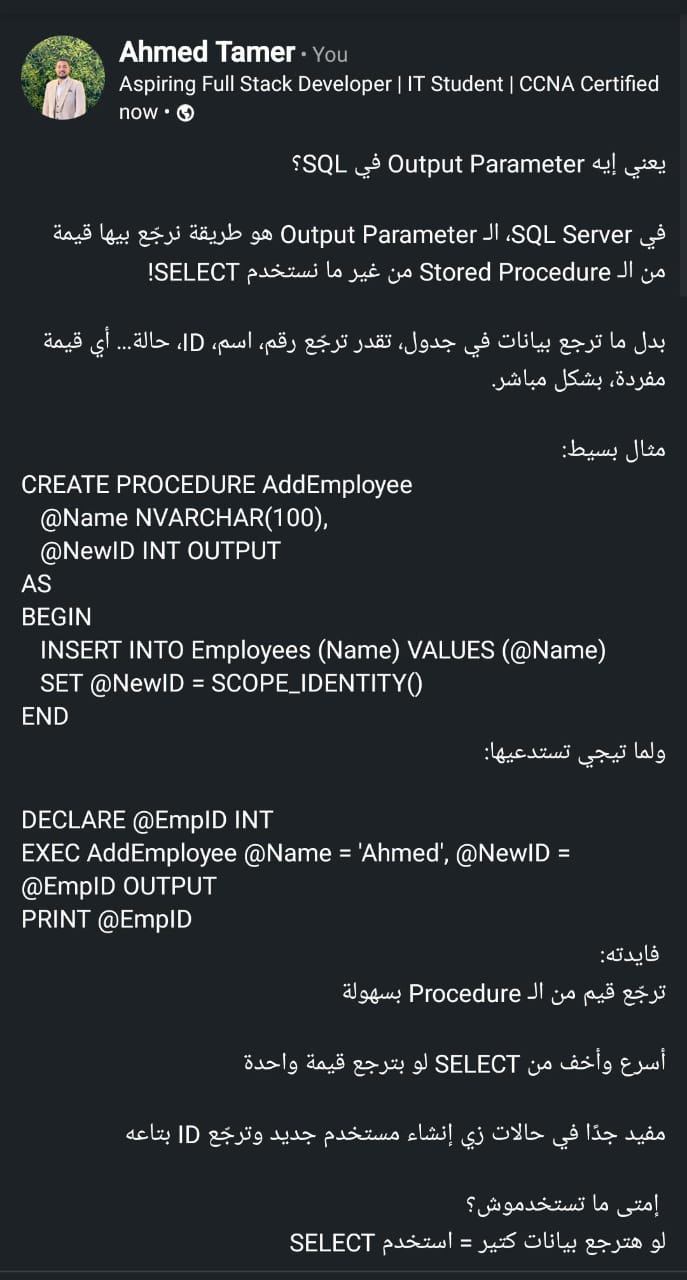 Ahmed Tamer • You
Aspiring Full Stack Developer | IT Student | CCNA Certified
now •
يعني إيه Output Parameter في SQL؟
في SQL Server، الـ Output Parameter هو طريقة نرجّع بيها قيمة
من الـ Stored Procedure من غير ما نستخدم SELECT!
بدل ما ترجع بيانات في جدول، تقدر ترجّع رقم، اسم، ID، حالة... أي قيمة
مفردة، بشكل مباشر.
مثال بسيط:
CREATE PROCEDURE AddEmployee
@Name NVARCHAR(100),
@NewID INT OUTPUT
AS
BEGIN
INSERT INTO Employees (Name) VALUES (@Name)
SET @NewID = SCOPE_IDENTITY()
END
ولما تيجي تستدعيها:
DECLARE @EmpID INT
EXEC AddEmployee @Name = 'Ahmed', @NewID =
@EmpID OUTPUT
PRINT @EmpID
فايدته:
ترجّع قيم من الـ Procedure بسهولة
أسرع وأخف من SELECT لو بترجع قيمة واحدة
مفيد جدًا في حالات زي إنشاء مستخدم جديد وترجّع ID بتاعه
إمتى ما تستخدموش؟
لو هترجع بيانات كتير = استخدم SELECT